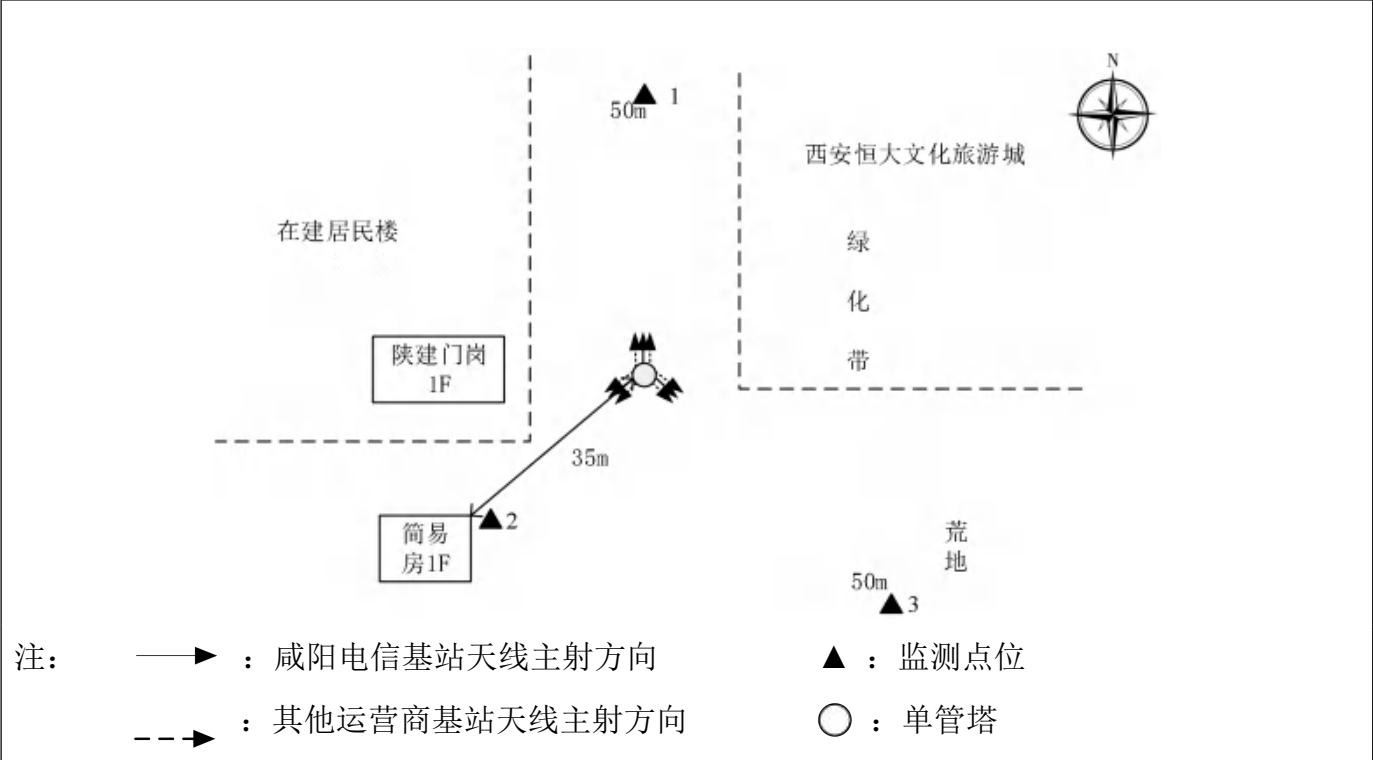 N
1
50m
西安恒大文化旅游城
在建居民楼
绿
化
带
陕建门岗
1F
35m
简易
房1F
2
荒
地
50m
3
注：
：咸阳电信基站天线主射方向
：监测点位
：其他运营商基站天线主射方向
：单管塔